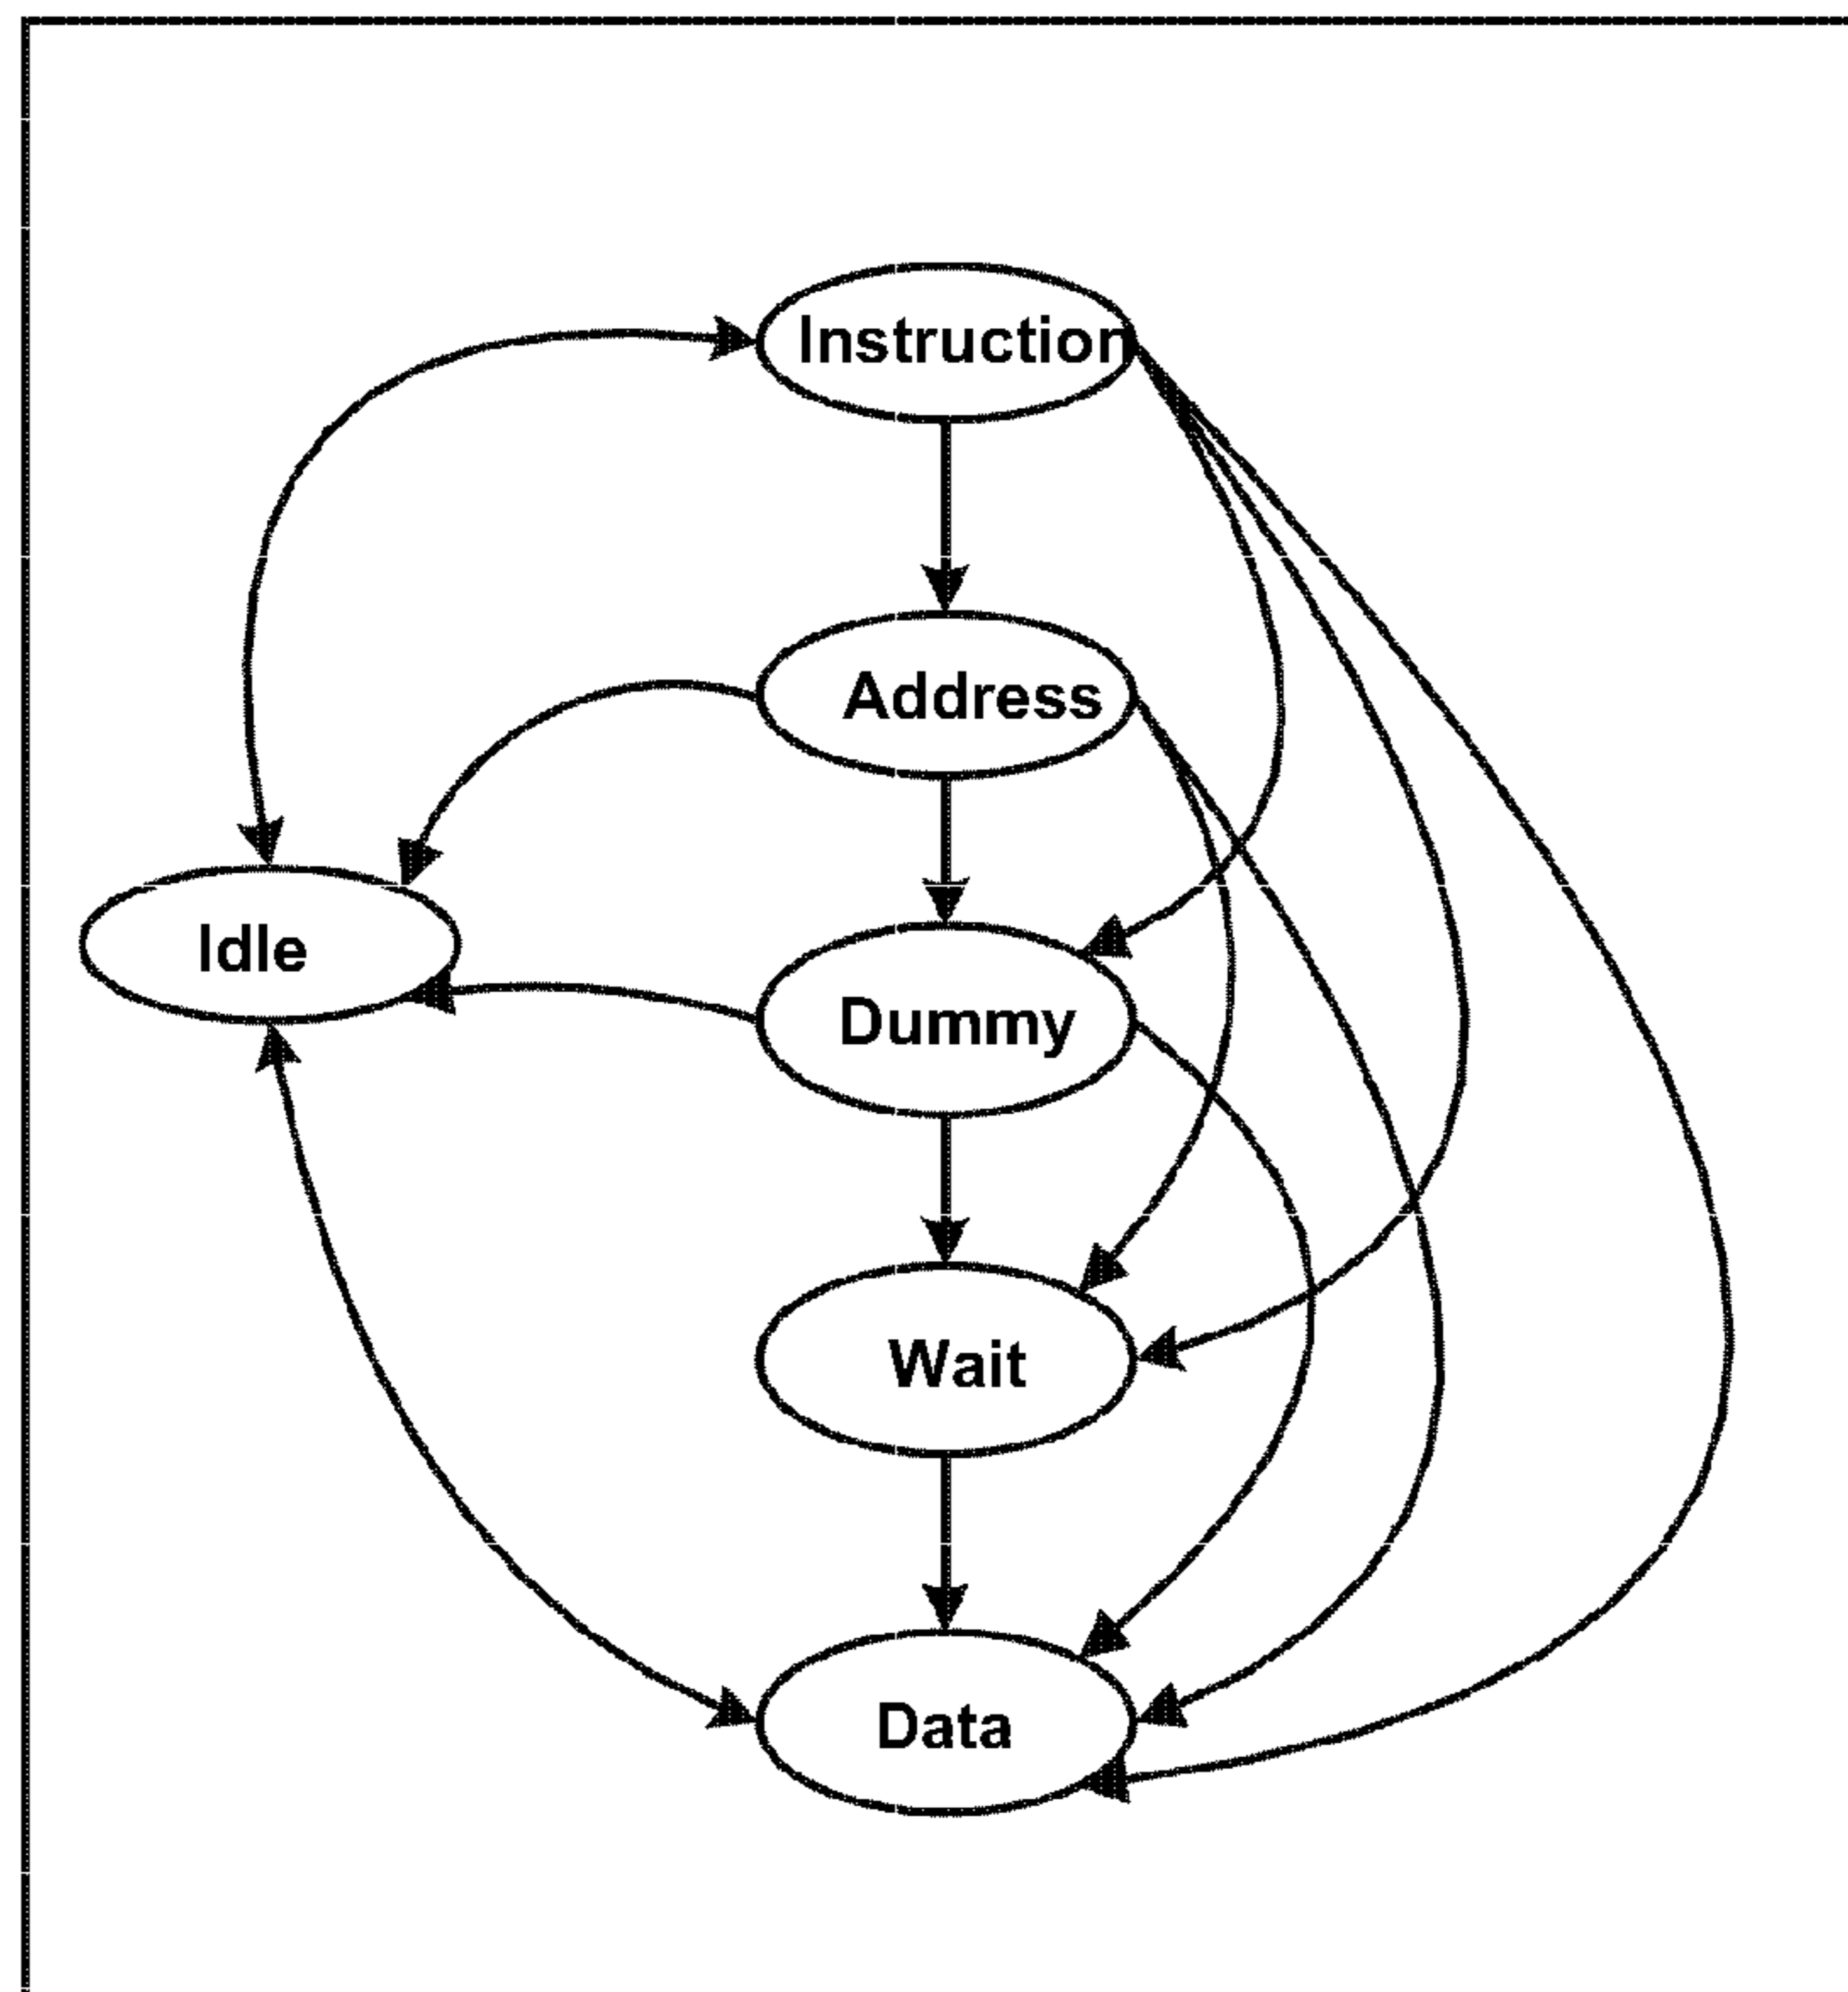 Instruction
Address
Idle
Dummy
Wait
Data